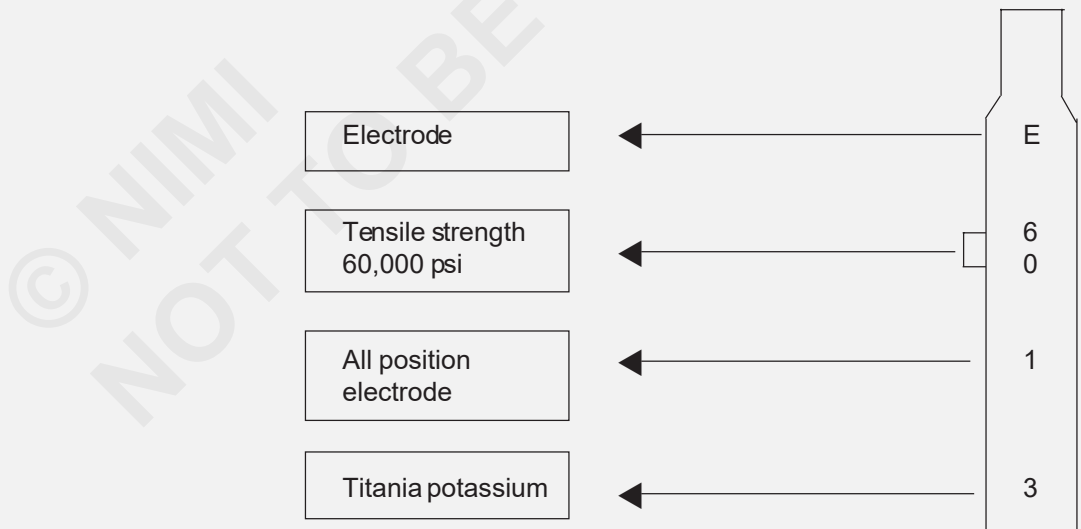 © NIMI
NOT TO BE
Electrode
E
Tensile strength
60,000 psi
6
0
All position
electrode
1
Titania potassium
3